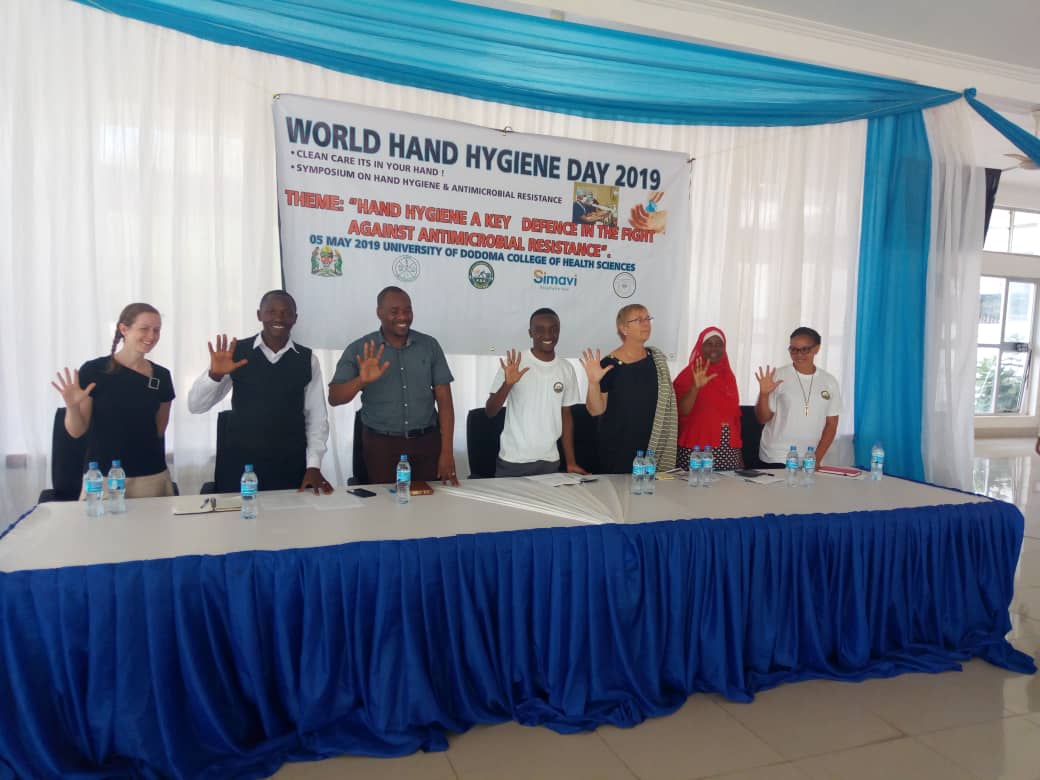 WORLD HAND HYGIENE DAY 2019
• CLEAN CARE ITS IN YOUR HAND !
• SYMPOSIUM ON HAND HYGIENE & ANTIMICROBIAL RESISTANCE
THEME: “HAND HYGIENE A KEY DEFENCE IN THE FIGHT
AGAINST ANTIMICROBIAL RESISTANCE”.
05 MAY 2019 UNIVERSITY OF DODOMA COLLEGE OF HEALTH SCIENCES
Simavi